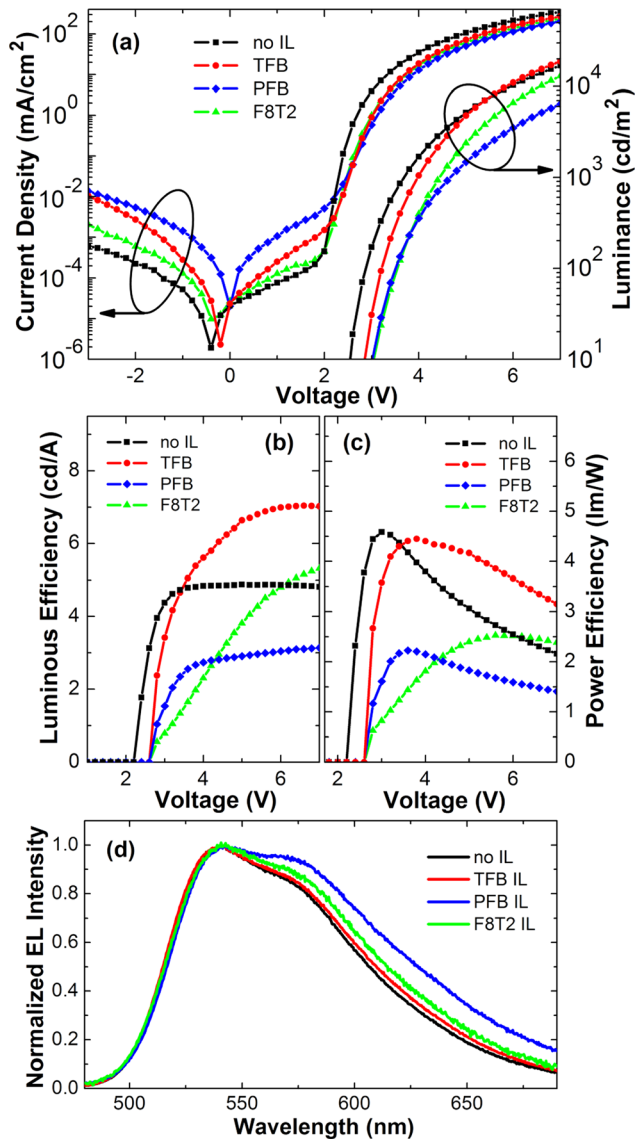 (a)
no IL
TFB
PFB
F8T2
Current Density (mA/cm²)
10²
10⁰
10⁻²
10⁻⁴
10⁻⁶
Luminance (cd/m²)
10⁴
10³
10²
10¹
-2 0 2 4 6
Voltage (V)
(b)
no IL
TFB
PFB
F8T2
Luminous Efficiency (cd/A)
8
6
4
2
0
2 4 6
Voltage (V)
(c)
no IL
TFB
PFB
F8T2
Power Efficiency (lm/W)
6
5
4
3
2
1
0
2 4 6
Voltage (V)
(d)
no IL
TFB IL
PFB IL
F8T2 IL
Normalized EL Intensity
1.0
0.8
0.6
0.4
0.2
0.0
500 550 600 650
Wavelength (nm)